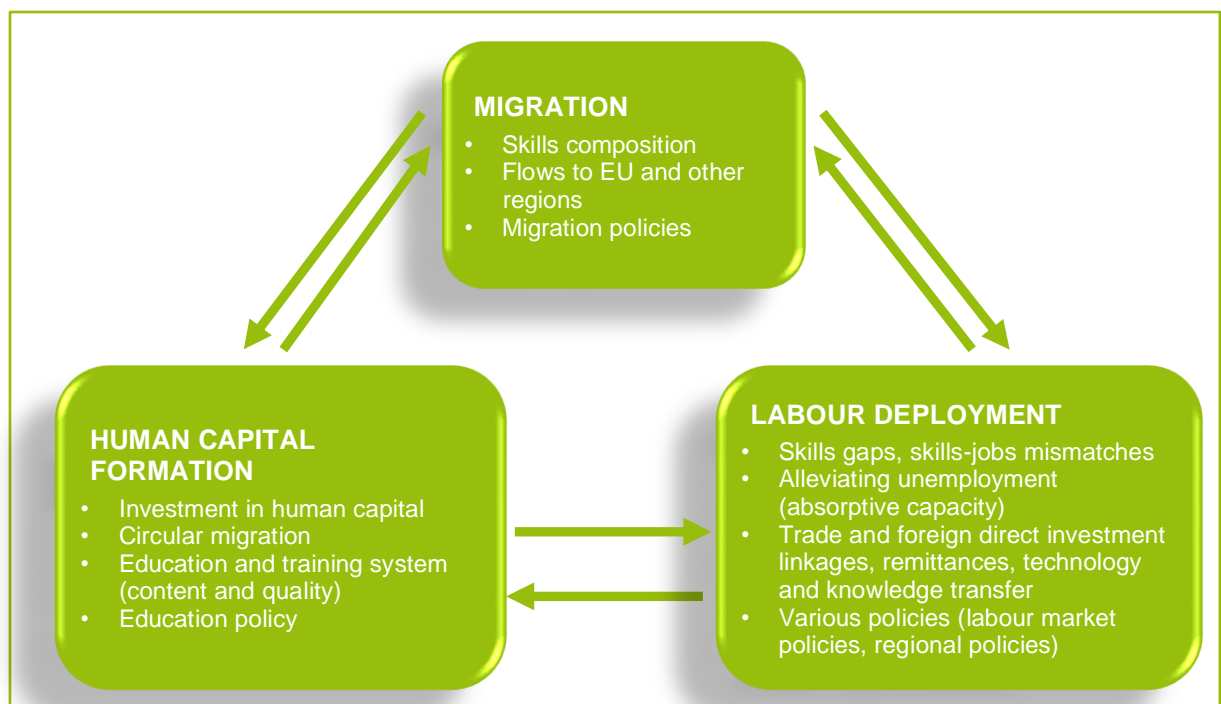 MIGRATION
• Skills composition
• Flows to EU and other
regions
• Migration policies
HUMAN CAPITAL
FORMATION
• Investment in human capital
• Circular migration
• Education and training system
(content and quality)
• Education policy
LABOUR DEPLOYMENT
• Skills gaps, skills-jobs mismatches
• Alleviating unemployment
(absorptive capacity)
• Trade and foreign direct investment
linkages, remittances, technology
and knowledge transfer
• Various policies (labour market
policies, regional policies)